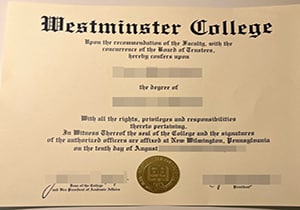 Westminster College
Upon the recommendation of the Faculty, with the
concurrence of the Board of Trustees,
hereby confers upon
the degree of
With all the rights, privileges and responsibilities
thereto pertaining.
In Witness Thereof the seal of the College and the signatures
of the authorized officers are affixed at New Wilmington, Pennsylvania
on the tenth day of August
Dean of the College
and Vice President of Academic Affairs
President